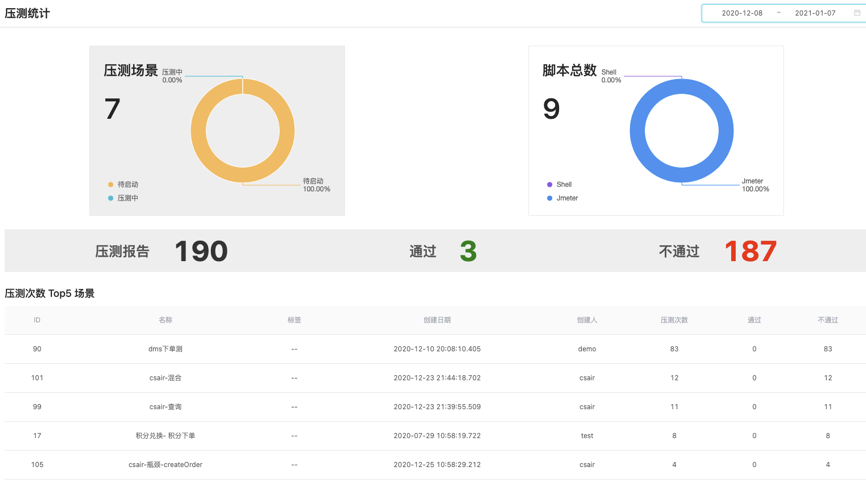 压测统计
2020-12-08 ~ 2021-01-07
压测场景
7
压测中
0.00%
待启动
100.00%
待启动
压测中
脚本总数
9
Shell
0.00%
Jmeter
100.00%
Shell
Jmeter
压测报告 190 通过 3 不通过 187
压测次数 Top5 场景
ID 名称 标签 创建日期 创建人 压测次数 通过 不通过
90 dms下单测 -- 2020-12-10 20:08:10.405 demo 83 0 83
101 csair-混合 -- 2020-12-23 21:44:18.702 csair 12 0 12
99 csair-查询 -- 2020-12-23 21:39:55.509 csair 11 0 11
17 积分兑换- 积分下单 -- 2020-07-29 10:58:19.722 test 8 0 8
105 csair-瓶颈-createOrder -- 2020-12-25 10:58:29.212 csair 4 0 4